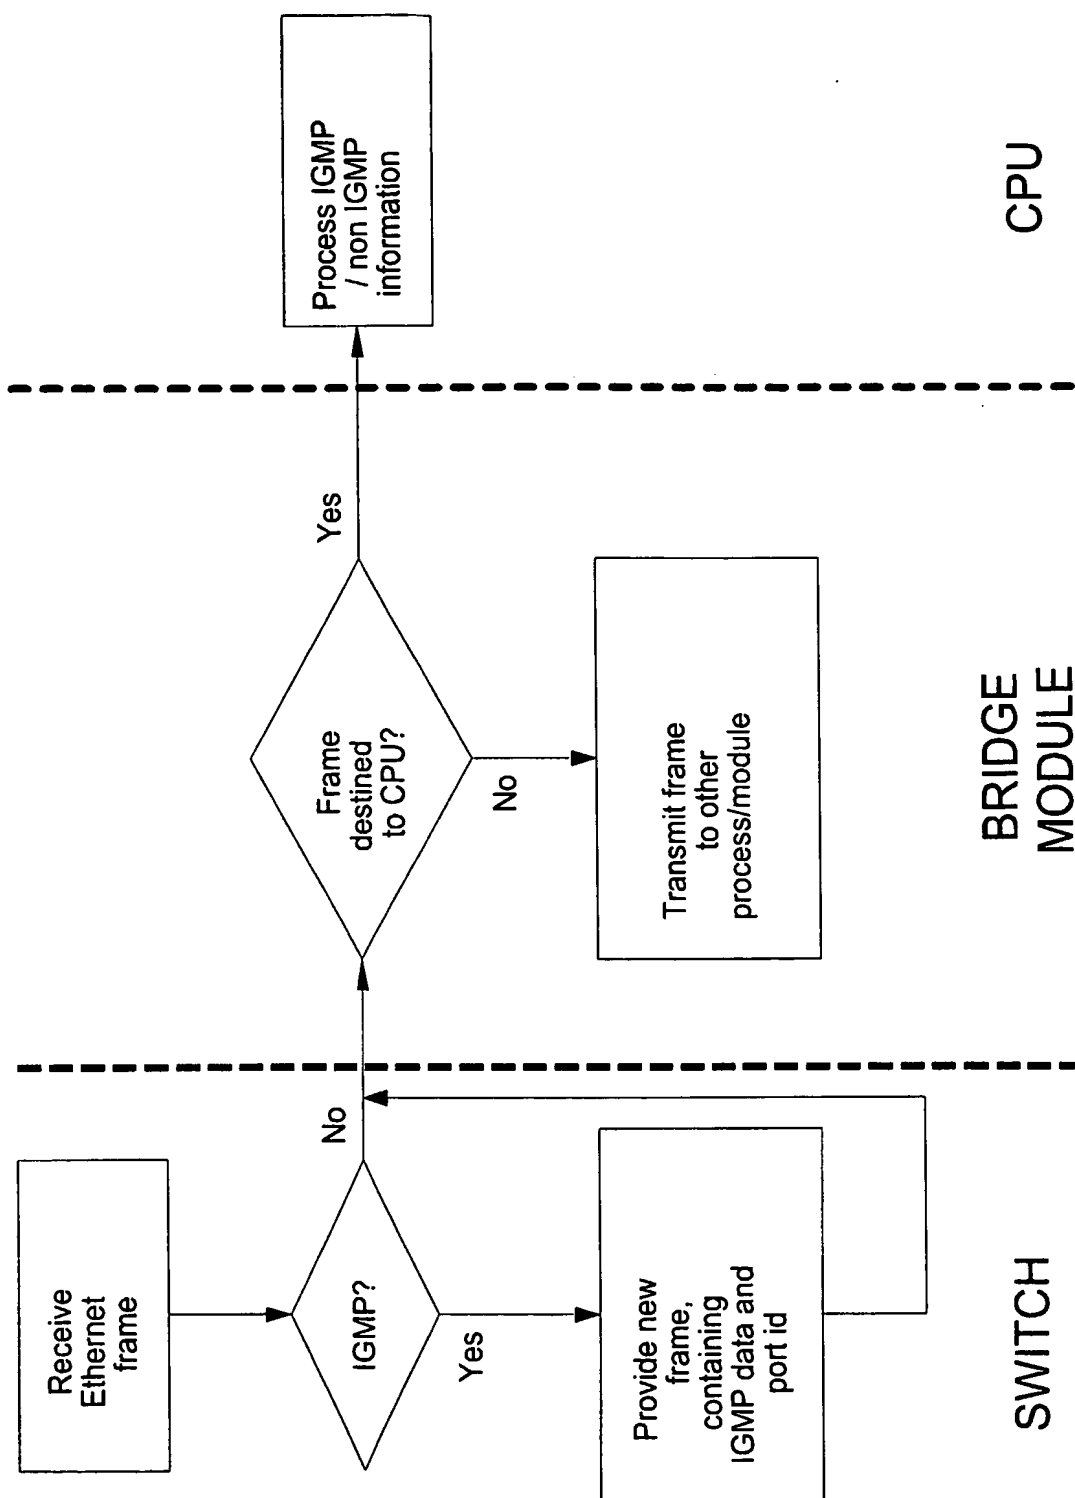 Receive
Ethernet
frame
IGMP?
No
Yes
Provide new
frame,
containing
IGMP data and
port id
SWITCH
Frame
destined
to CPU?
Yes
No
Transmit frame
to other
process/module
BRIDGE
MODULE
Process IGMP
/ non IGMP
information
CPU